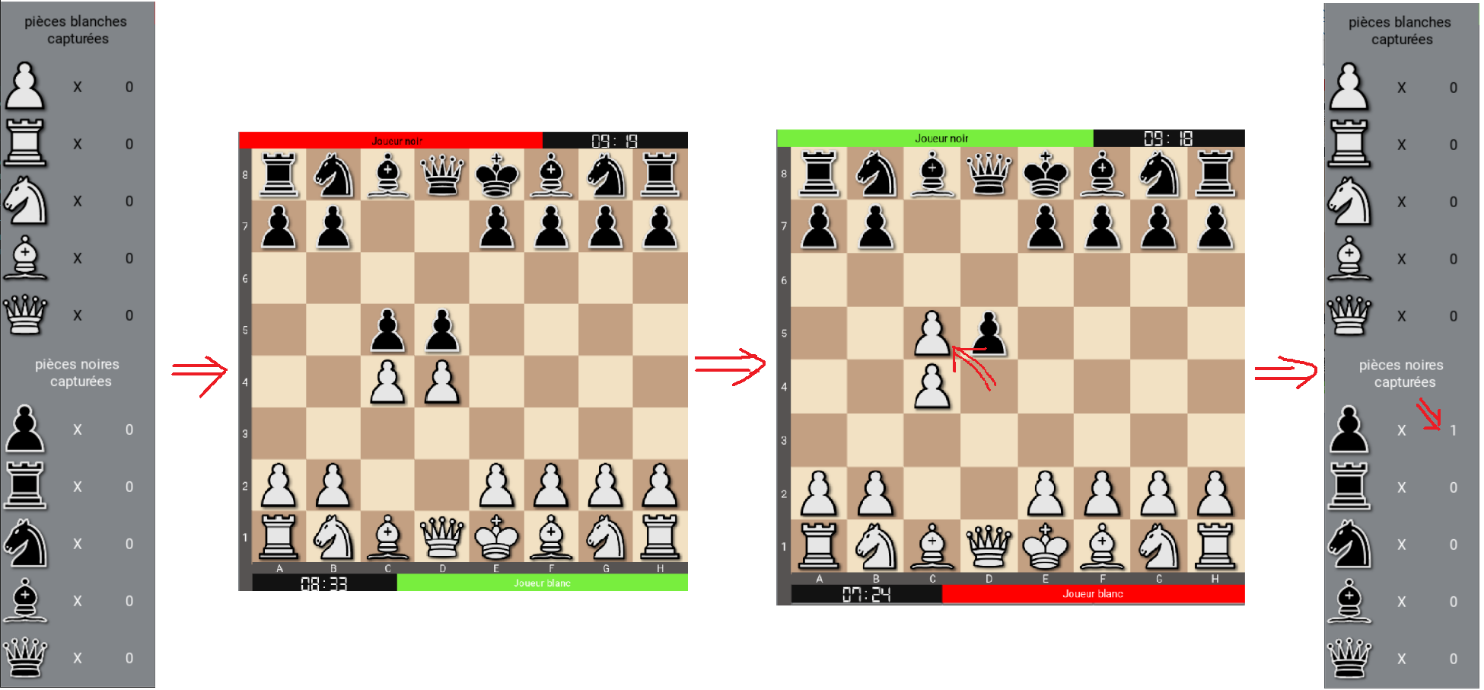 pièces blanches
capturées
X 0
X 0
X 0
X 0
X 0
pièces noires
capturées
X 0
X 0
X 0
X 0
X 0
Joueur noir 09:19
8
7
6
5
4
3
2
1
A B C D E F G H
08:33 Joueur blanc
Joueur noir 09:18
8
7
6
5
4
3
2
1
A B C D E F G H
07:24 Joueur blanc
pièces blanches
capturées
X 0
X 0
X 0
X 0
X 0
pièces noires
capturées
X 1
X 0
X 0
X 0
X 0